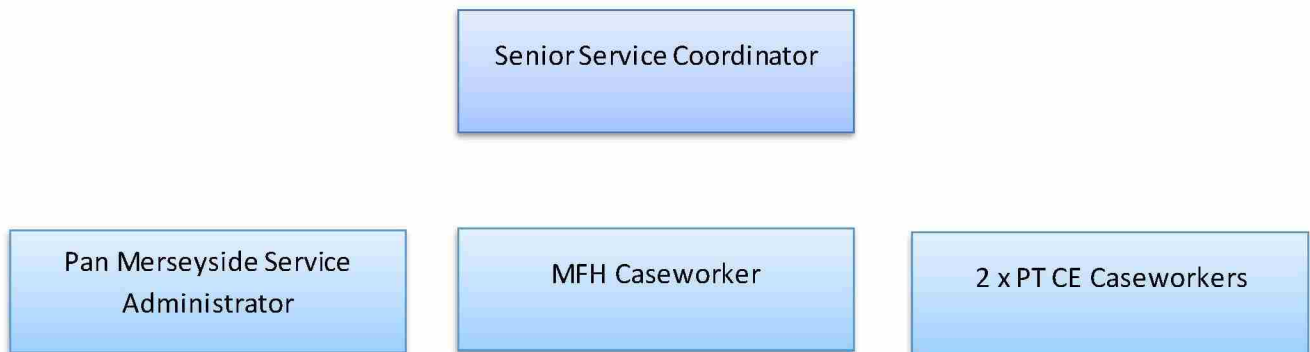 Senior Service Coordinator
Pan Merseyside Service
Administrator
MFH Caseworker
2 x PT CE Caseworkers